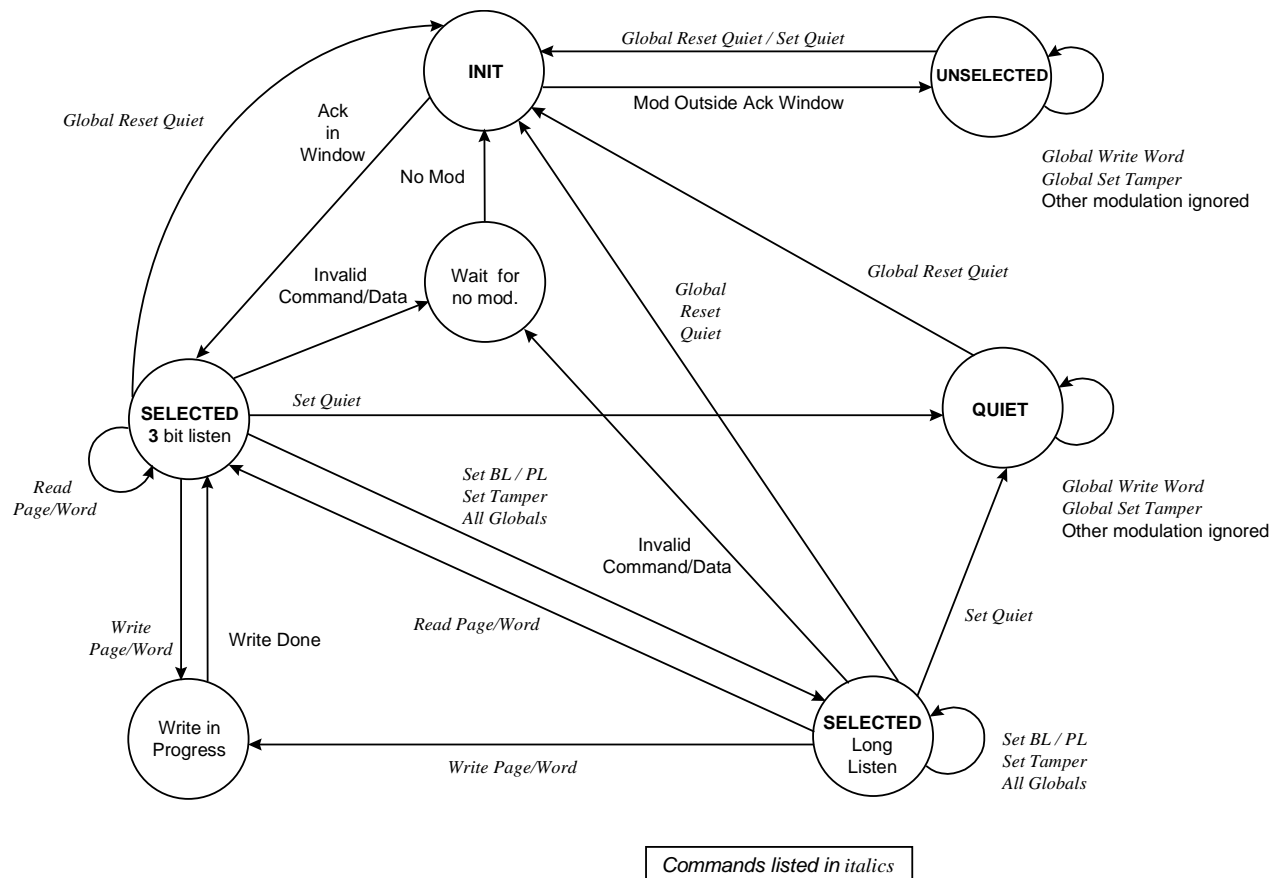 Global Reset Quiet / Set Quiet
INIT
UNSELECTED
Mod Outside Ack Window
Global Reset Quiet
Ack
in
Window
No Mod
Global Write Word
Global Set Tamper
Other modulation ignored
Invalid
Command/Data
Wait for
no mod.
Global
Reset
Quiet
Global Reset Quiet
SELECTED
3 bit listen
Set Quiet
QUIET
Read
Page/Word
Set BL / PL
Set Tamper
All Globals
Global Write Word
Global Set Tamper
Other modulation ignored
Invalid
Command/Data
Write
Page/Word
Write Done
Read Page/Word
Set Quiet
Write in
Progress
SELECTED
Long
Listen
Write Page/Word
Set BL / PL
Set Tamper
All Globals
Commands listed in italics